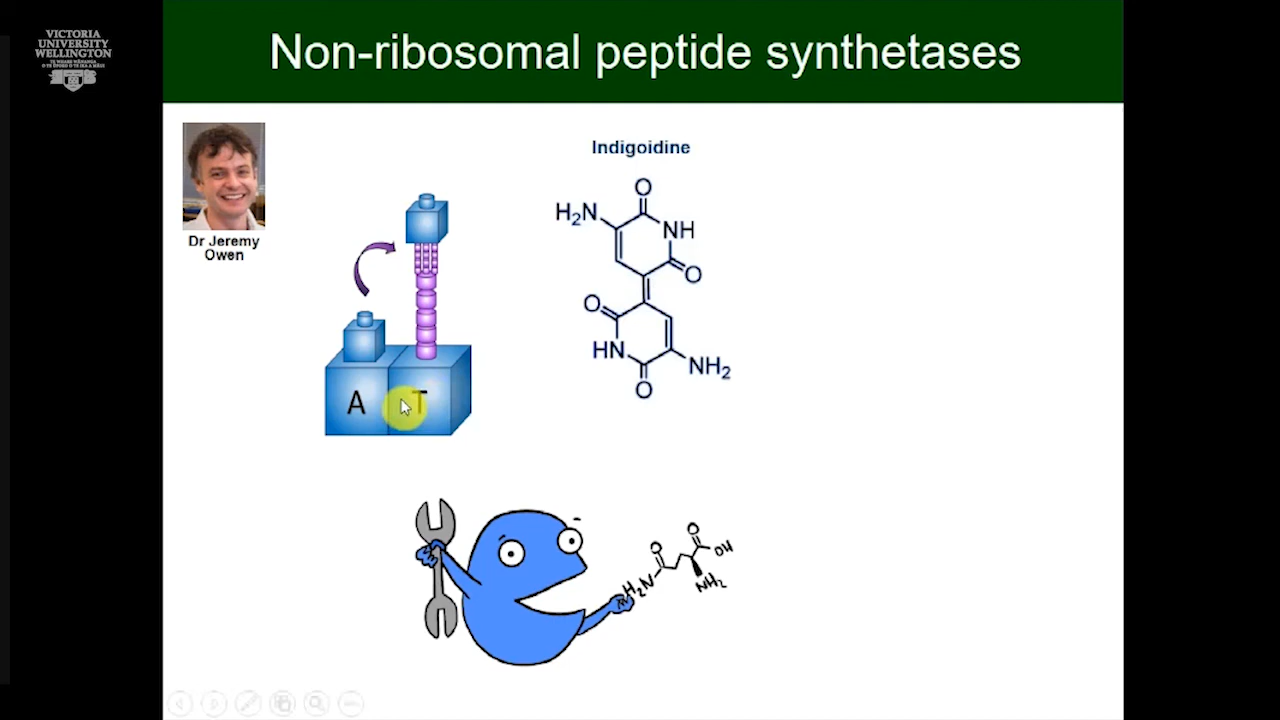 VICTORIA
UNIVERSITY
WELLINGTON
Non-ribosomal peptide synthetases
Dr Jeremy
Owen
A T
Indigoidine
O
H₂N
NH
O
O
HN
NH₂
O
O
O
OH
H₂N
NH₂